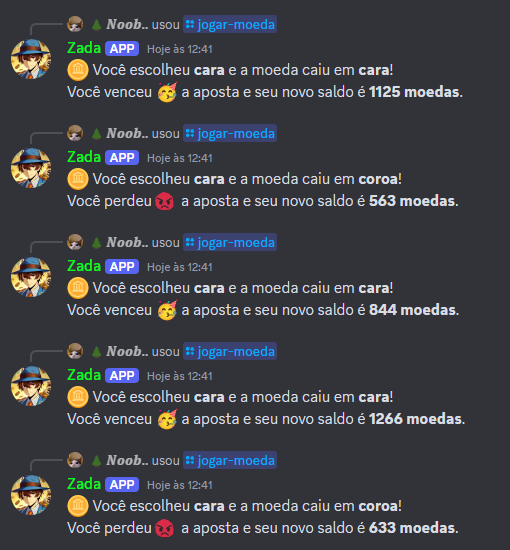 Noob.. usou jogar-moeda
Zada APP Hoje às 12:41
Você escolheu cara e a moeda caiu em cara!
Você venceu 🥳 a aposta e seu novo saldo é 1125 moedas.
Noob.. usou jogar-moeda
Zada APP Hoje às 12:41
Você escolheu cara e a moeda caiu em coroa!
Você perdeu 😡 a aposta e seu novo saldo é 563 moedas.
Noob.. usou jogar-moeda
Zada APP Hoje às 12:41
Você escolheu cara e a moeda caiu em cara!
Você venceu 🥳 a aposta e seu novo saldo é 844 moedas.
Noob.. usou jogar-moeda
Zada APP Hoje às 12:41
Você escolheu cara e a moeda caiu em cara!
Você venceu 🥳 a aposta e seu novo saldo é 1266 moedas.
Noob.. usou jogar-moeda
Zada APP Hoje às 12:41
Você escolheu cara e a moeda caiu em coroa!
Você perdeu 😡 a aposta e seu novo saldo é 633 moedas.